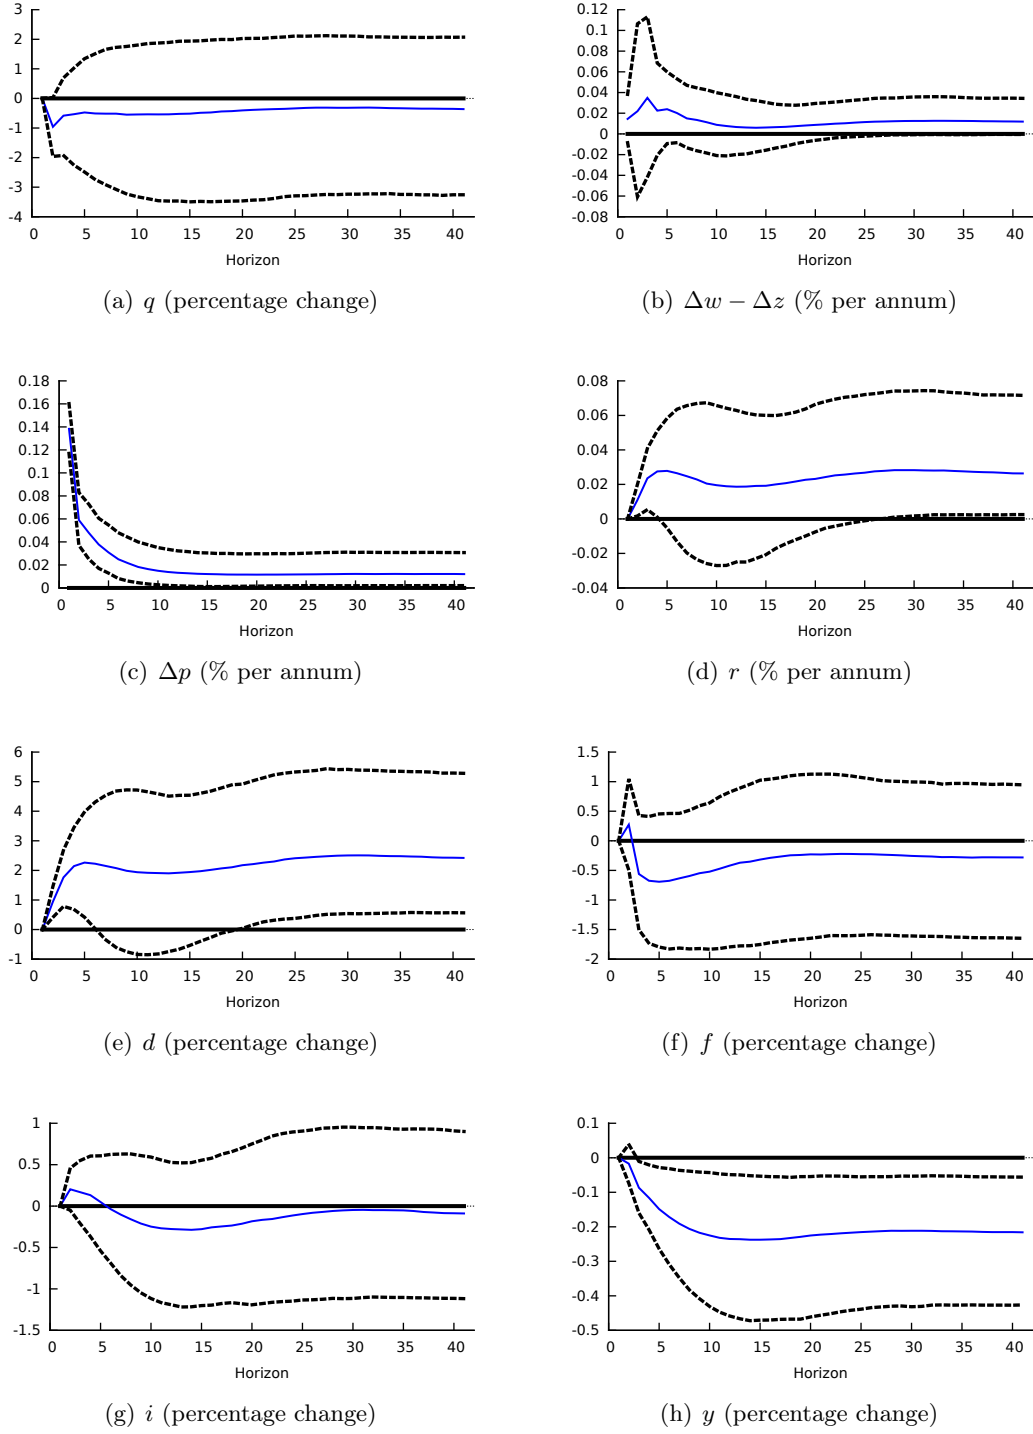 3
2
1
0
-1
-2
-3
-4
0 5 10 15 20 25 30 35 40
Horizon
(a) q (percentage change)
0.12
0.1
0.08
0.06
0.04
0.02
0
-0.02
-0.04
-0.06
-0.08
0 5 10 15 20 25 30 35 40
Horizon
(b) Δw − Δz (% per annum)
0.18
0.16
0.14
0.12
0.1
0.08
0.06
0.04
0.02
0
0 5 10 15 20 25 30 35 40
Horizon
(c) Δp (% per annum)
0.08
0.06
0.04
0.02
0
-0.02
-0.04
0 5 10 15 20 25 30 35 40
Horizon
(d) r (% per annum)
6
5
4
3
2
1
0
-1
0 5 10 15 20 25 30 35 40
Horizon
(e) d (percentage change)
1.5
1
0.5
0
-0.5
-1
-1.5
-2
0 5 10 15 20 25 30 35 40
Horizon
(f) f (percentage change)
1
0.5
0
-0.5
-1
-1.5
0 5 10 15 20 25 30 35 40
Horizon
(g) i (percentage change)
0.1
0
-0.1
-0.2
-0.3
-0.4
-0.5
0 5 10 15 20 25 30 35 40
Horizon
(h) y (percentage change)